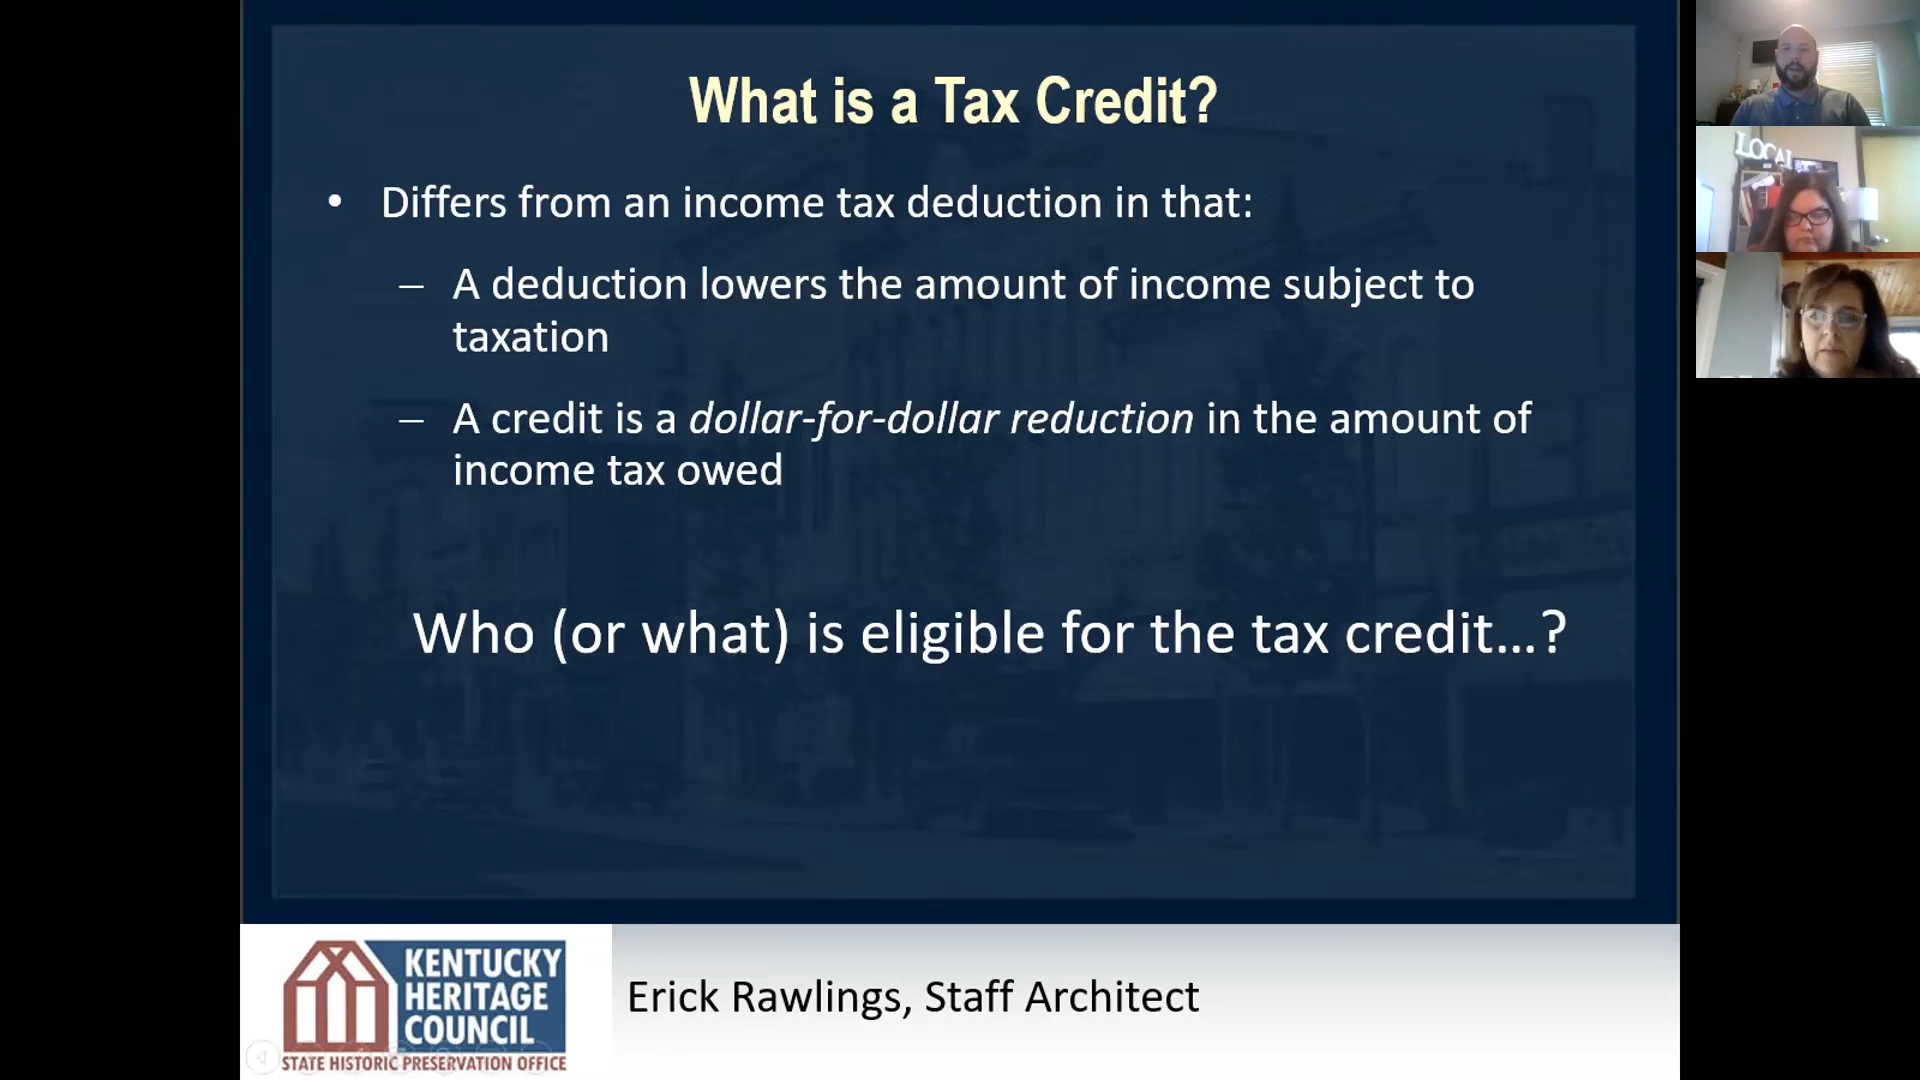 What is a Tax Credit?
• Differs from an income tax deduction in that:
– A deduction lowers the amount of income subject to
taxation
– A credit is a dollar-for-dollar reduction in the amount of
income tax owed
Who (or what) is eligible for the tax credit...?
KENTUCKY
HERITAGE
COUNCIL
STATE HISTORIC PRESERVATION OFFICE
Erick Rawlings, Staff Architect
LOCAL